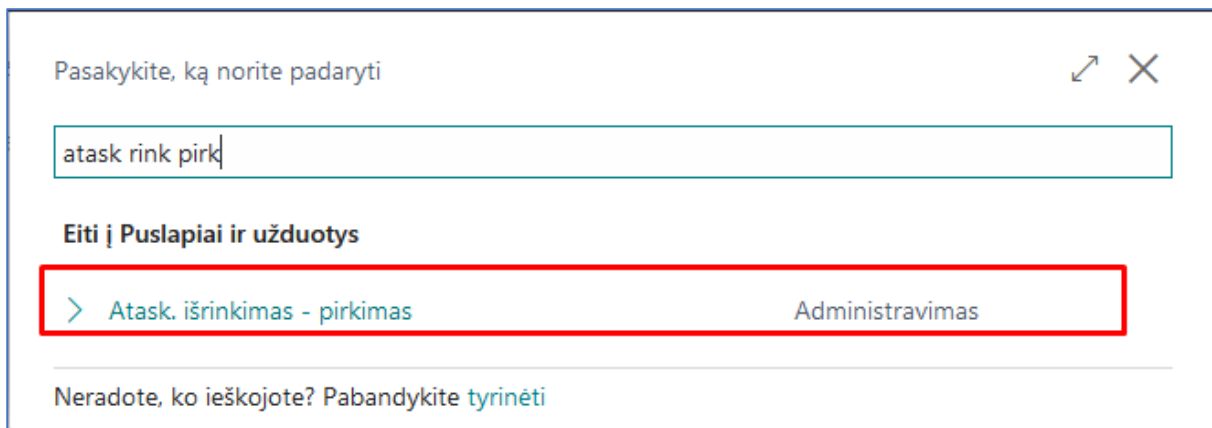 Pasakykite, ką norite padaryti
atask rink pirk
Eiti į Puslapiai ir užduotys
Atask. išrinkimas - pirkimas Administravimas
Neradote, ko ieškojote? Pabandykite tyrinėti